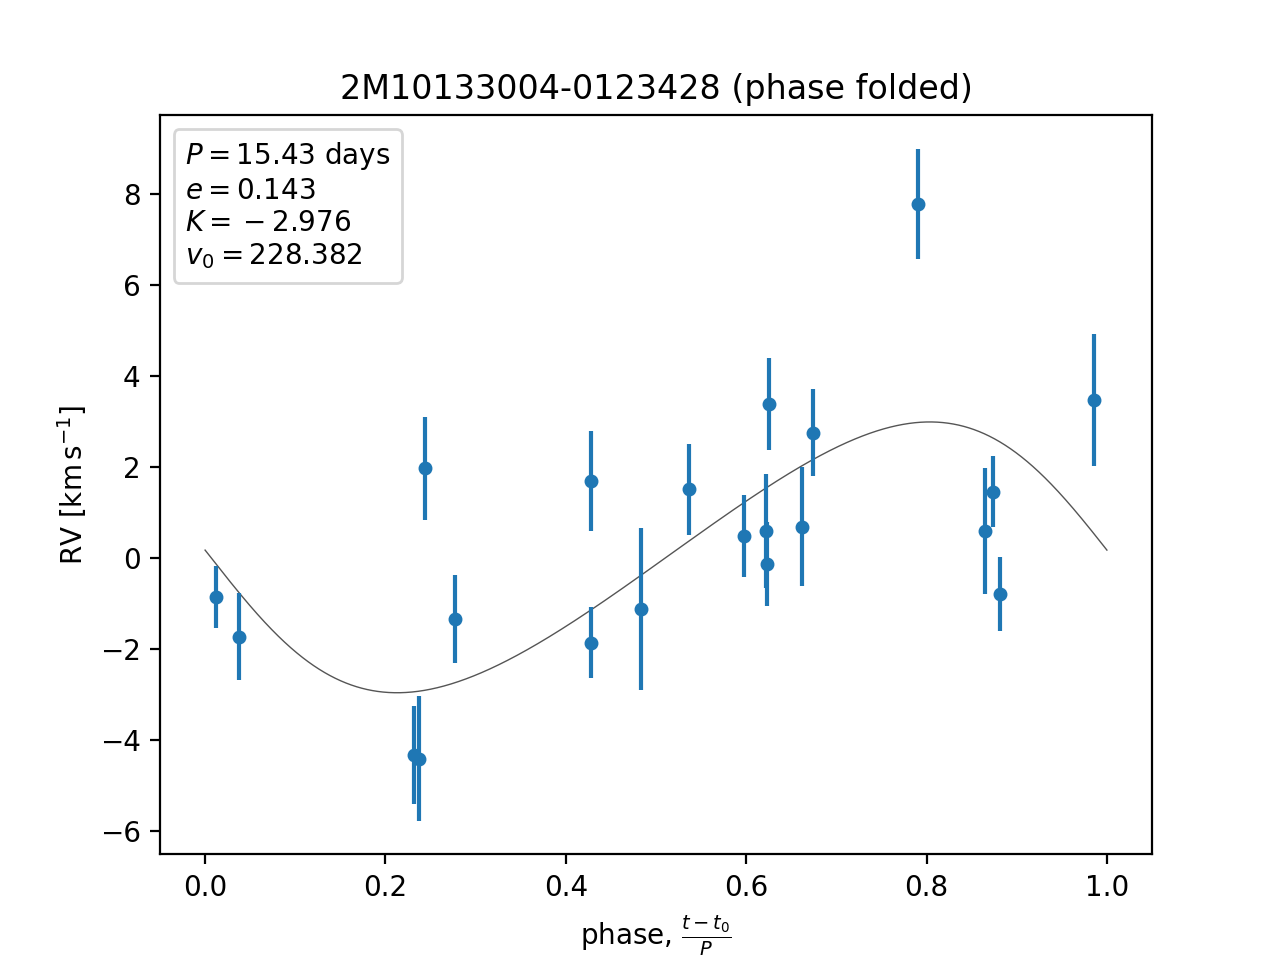 2M10133004-0123428 (phase folded)
P = 15.43 days
e = 0.143
K = −2.976
v₀ = 228.382
RV [km s⁻¹]
8
6
4
2
0
−2
−4
−6
0.0 0.2 0.4 0.6 0.8 1.0
phase, (t − t₀)/P